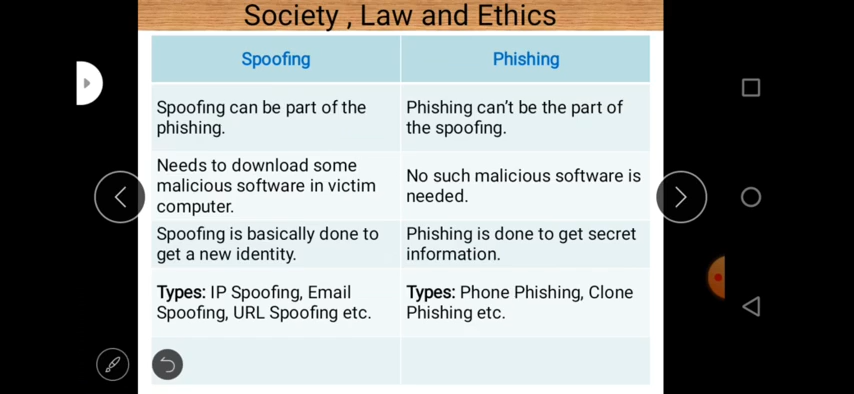 Society , Law and Ethics
Spoofing
Phishing
Spoofing can be part of the
phishing.
Phishing can't be the part of
the spoofing.
Needs to download some
malicious software in victim
computer.
No such malicious software is
needed.
Spoofing is basically done to
get a new identity.
Phishing is done to get secret
information.
Types: IP Spoofing, Email
Spoofing, URL Spoofing etc.
Types: Phone Phishing, Clone
Phishing etc.